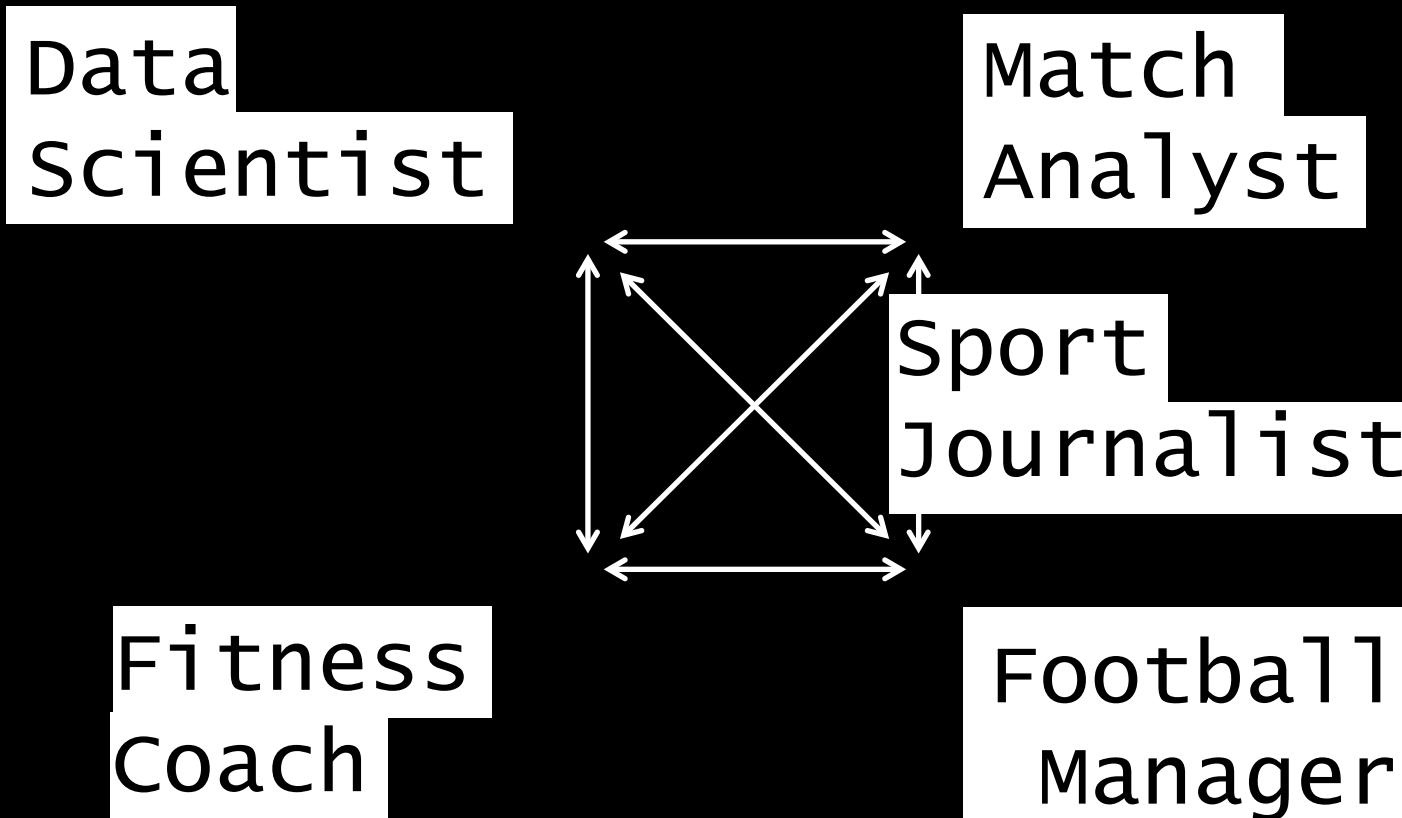 Data
Scientist
Match
Analyst
Sport
Journalist
Fitness
Coach
Football
Manager